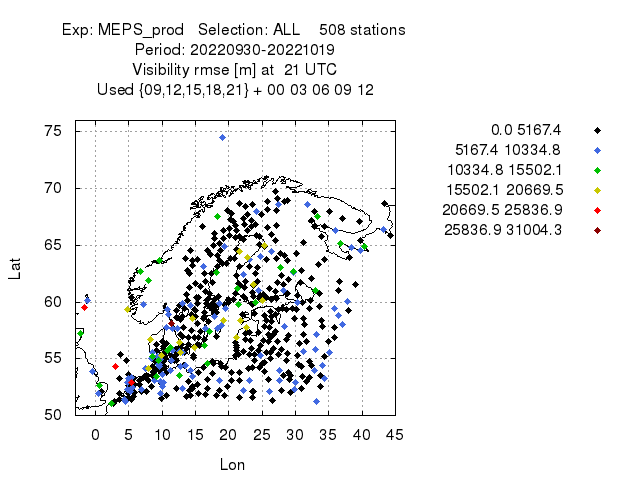 Exp: MEPS_prod   Selection: ALL    508 stations
Period: 20220930-20221019
Visibility rmse [m] at  21 UTC
Used {09,12,15,18,21} + 00 03 06 09 12
75
70
65
60
55
50
Lat
0 5 10 15 20 25 30 35 40 45
Lon
0.0 5167.4
5167.4 10334.8
10334.8 15502.1
15502.1 20669.5
20669.5 25836.9
25836.9 31004.3